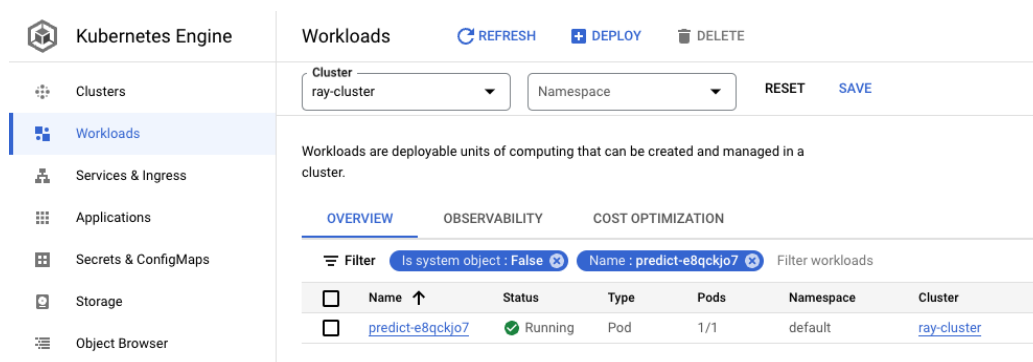 Kubernetes Engine
Clusters
Workloads
Services & Ingress
Applications
Secrets & ConfigMaps
Storage
Object Browser
Workloads REFRESH DEPLOY DELETE
Cluster
ray-cluster Namespace RESET SAVE
Workloads are deployable units of computing that can be created and managed in a
cluster.
OVERVIEW OBSERVABILITY COST OPTIMIZATION
Filter Is system object : False Name : predict-e8qckjo7 Filter workloads
Name Status Type Pods Namespace Cluster
predict-e8qckjo7 Running Pod 1/1 default ray-cluster